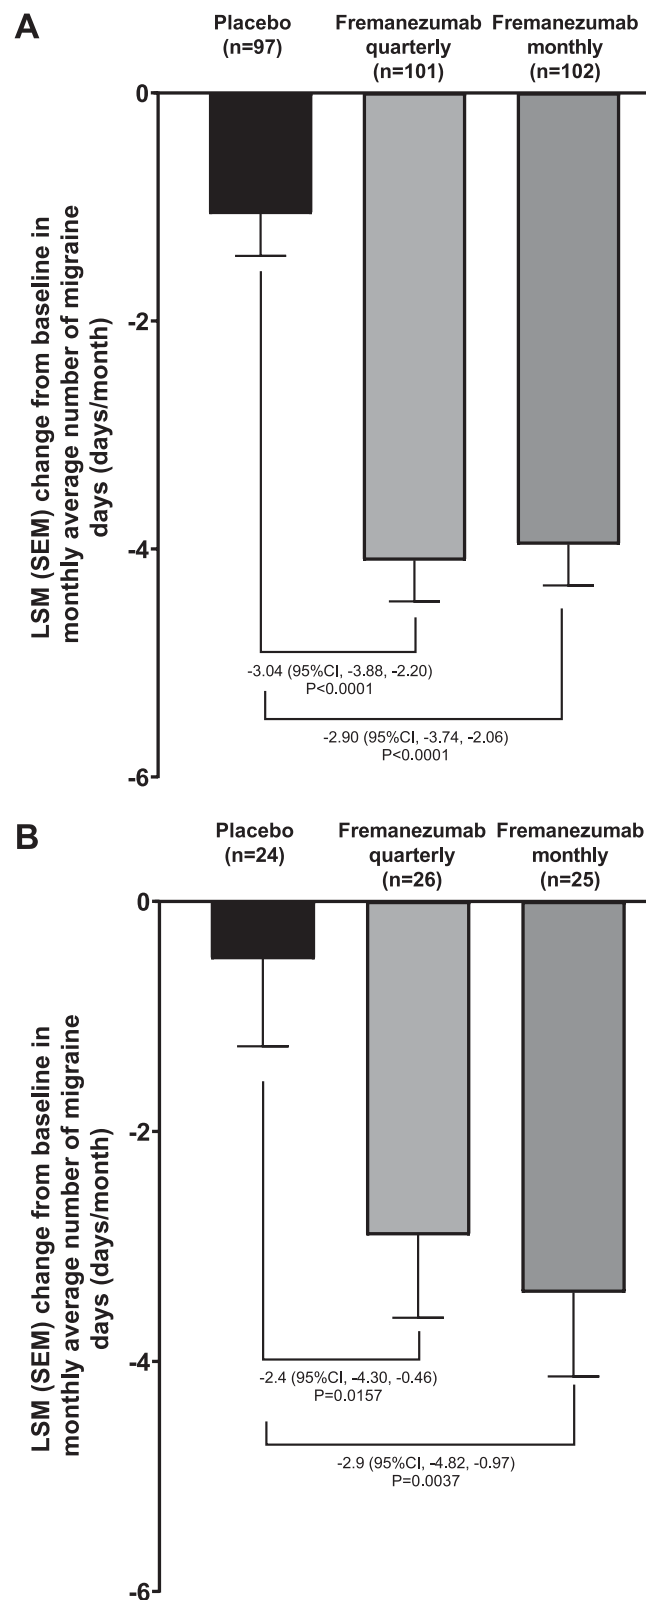 A
Placebo
(n=97)
Fremanezumab
quarterly
(n=101)
Fremanezumab
monthly
(n=102)
LSM (SEM) change from baseline in
monthly average number of migraine
days (days/month)
0
-2
-4
-6
-3.04 (95%CI, -3.88, -2.20)
P<0.0001
-2.90 (95%CI, -3.74, -2.06)
P<0.0001
B
Placebo
(n=24)
Fremanezumab
quarterly
(n=26)
Fremanezumab
monthly
(n=25)
LSM (SEM) change from baseline in
monthly average number of migraine
days (days/month)
0
-2
-4
-6
-2.4 (95%CI, -4.30, -0.46)
P=0.0157
-2.9 (95%CI, -4.82, -0.97)
P=0.0037